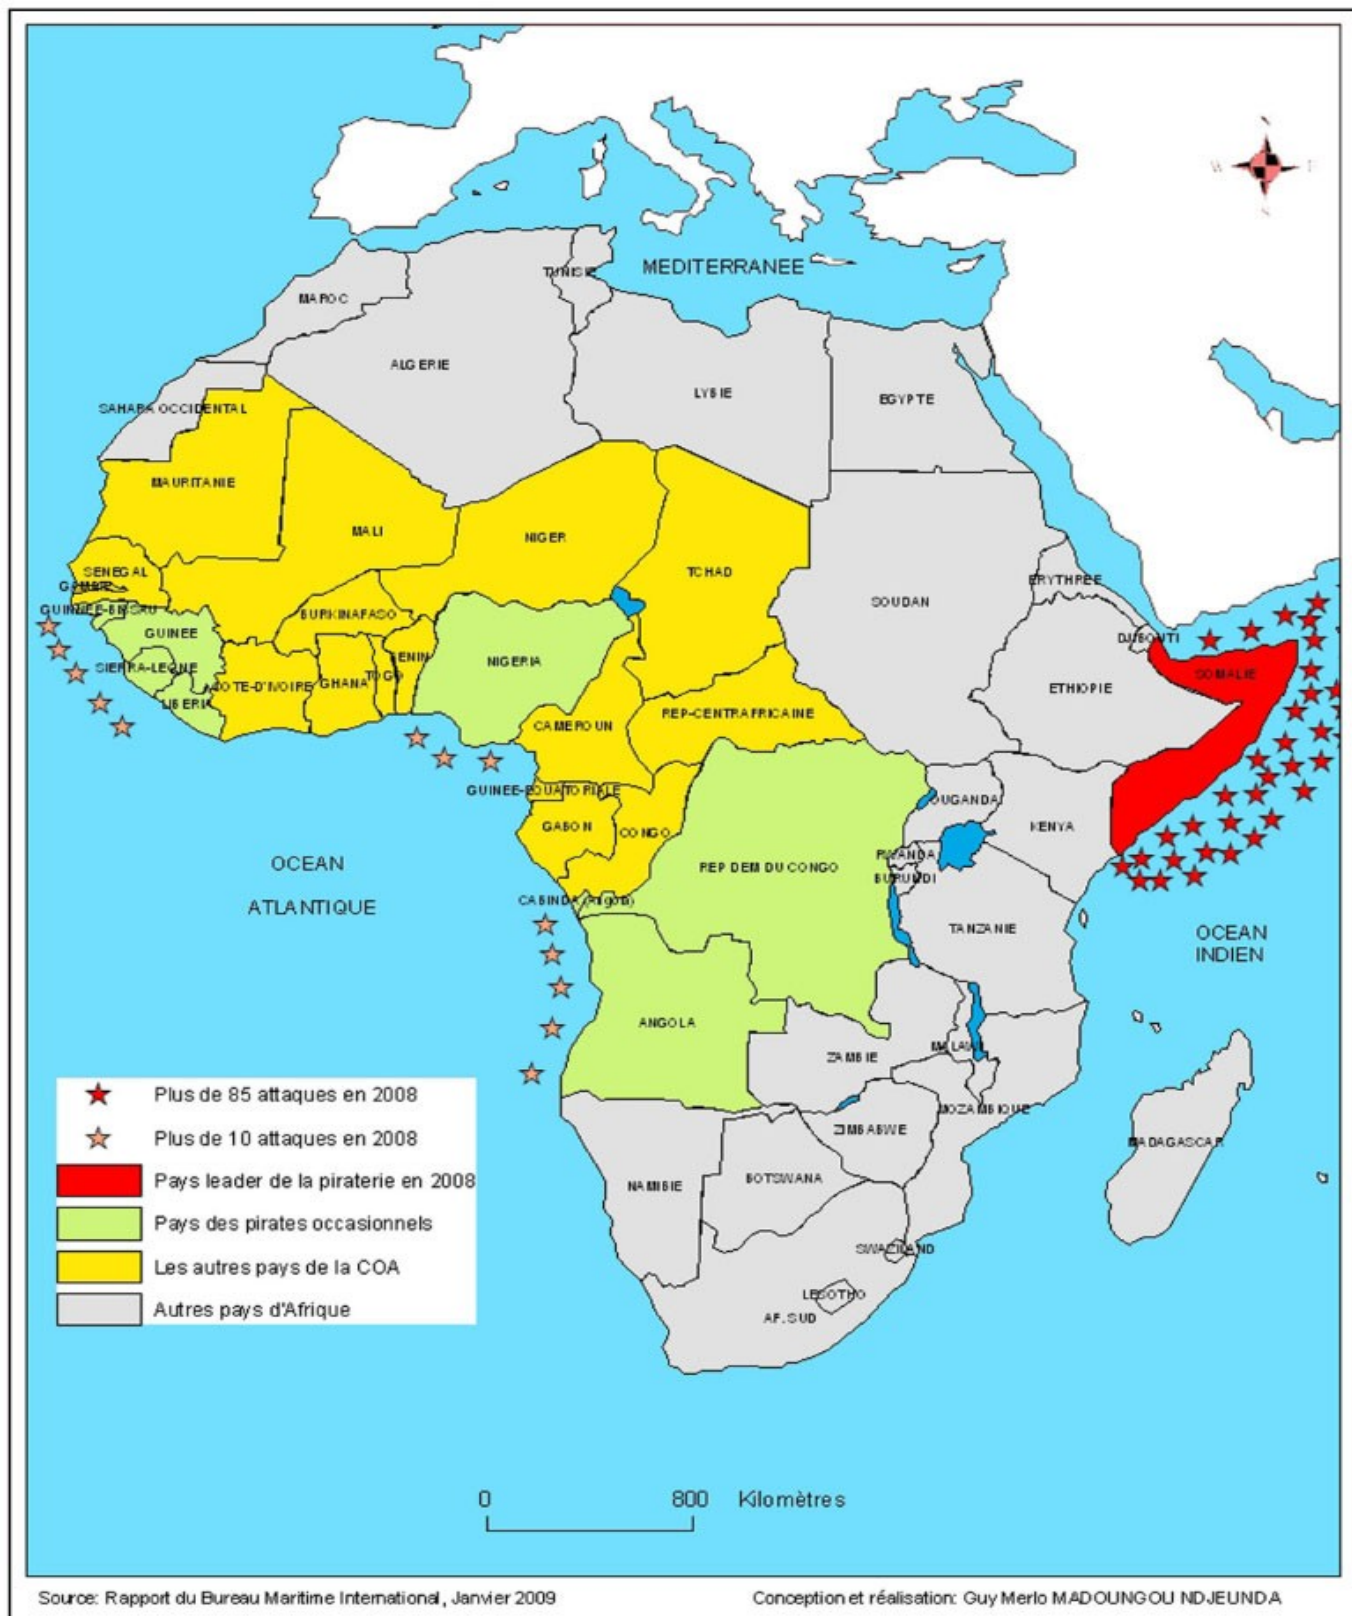 MEDITERRANEE
TUNISIE
MAROC
ALGERIE
LYBIE
EGYPTE
SAHARA OCCIDENTAL
MAURITANIE
MALI
NIGER
TCHAD
SOUDAN
ERYTHREE
SENEGAL
GAMBIE
GUINNEE-BISSAU
GUINEE
BURKINAFASO
SIERRA-LEONE
LIBERIA
COTE-D'IVOIRE
GHANA
TOGO
BENIN
NIGERIA
DJIBOUTI
SOMALIE
ETHIOPIE
CAMEROUN
REP-CENTRAFRICAINE
GUINEE-EQUATORIALE
GABON
CONGO
OUGANDA
KENYA
REP DEM DU CONGO
RWANDA
BURUNDI
OCEAN
ATLANTIQUE
CABINDA (Angola)
TANZANIE
OCEAN
INDIEN
ANGOLA
ZAMBIE
MALAWI
MOZAMBIQUE
ZIMBABWE
MADAGASCAR
NAMIBIE
BOTSWANA
SWAZILAND
LESOTHO
AF. SUD
Plus de 85 attaques en 2008
Plus de 10 attaques en 2008
Pays leader de la piraterie en 2008
Pays des pirates occasionnels
Les autres pays de la COA
Autres pays d'Afrique
0 800 Kilomètres
Source: Rapport du Bureau Maritime International, Janvier 2009
Conception et réalisation: Guy Merlo MADOUNGOU NDJEUNDA